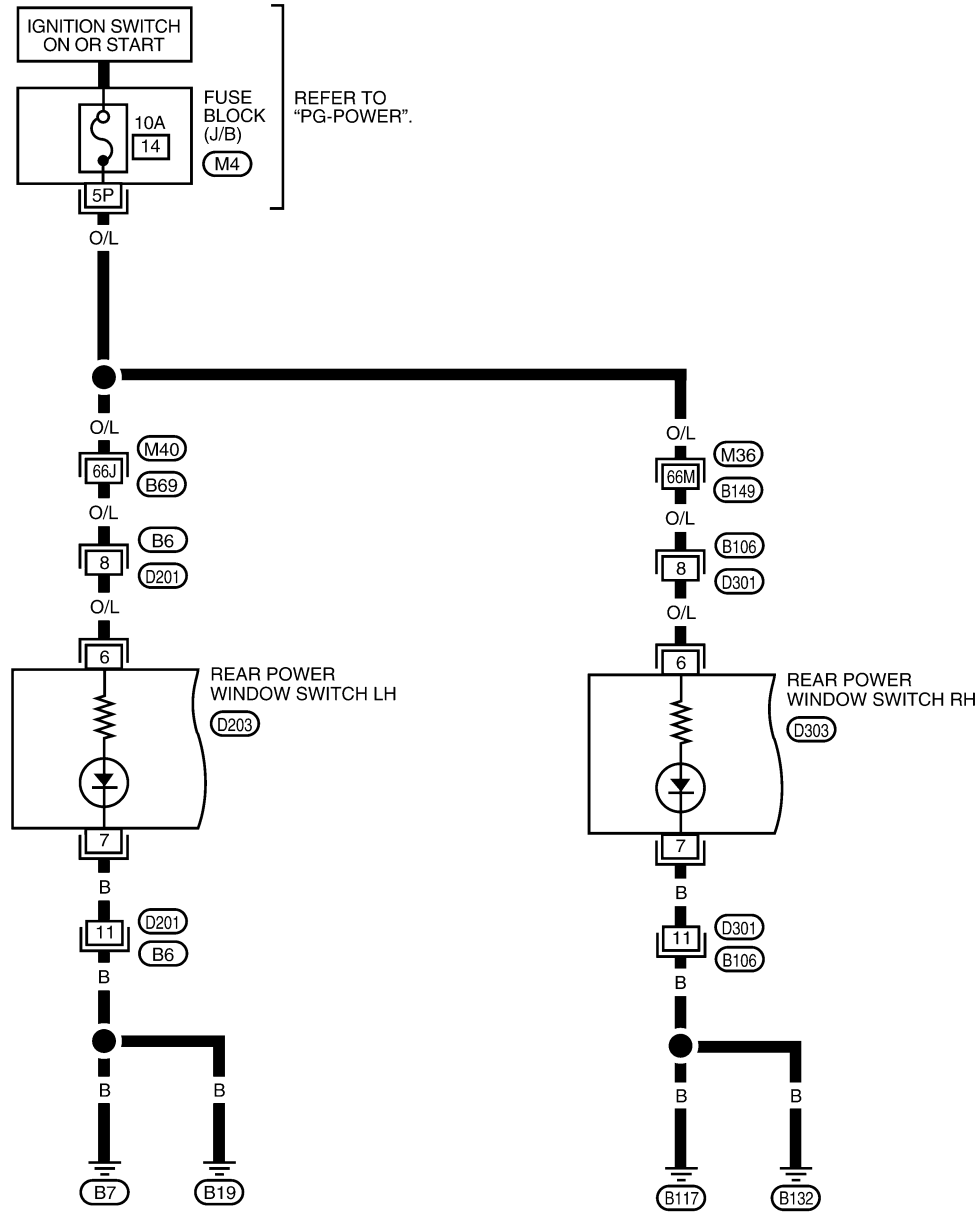 IGNITION SWITCH
ON OR START
FUSE
BLOCK
(J/B)
M4
10A
14
5P
REFER TO
“PG-POWER”.
O/L
O/L
M40
66J
B69
O/L
B6
8
D201
O/L
6
REAR POWER
WINDOW SWITCH LH
D203
7
B
D201
11
B6
B
B
B
B7
B19
O/L
M36
66M
B149
O/L
B106
8
D301
O/L
6
REAR POWER
WINDOW SWITCH RH
D303
7
B
D301
11
B106
B
B
B
B117
B132